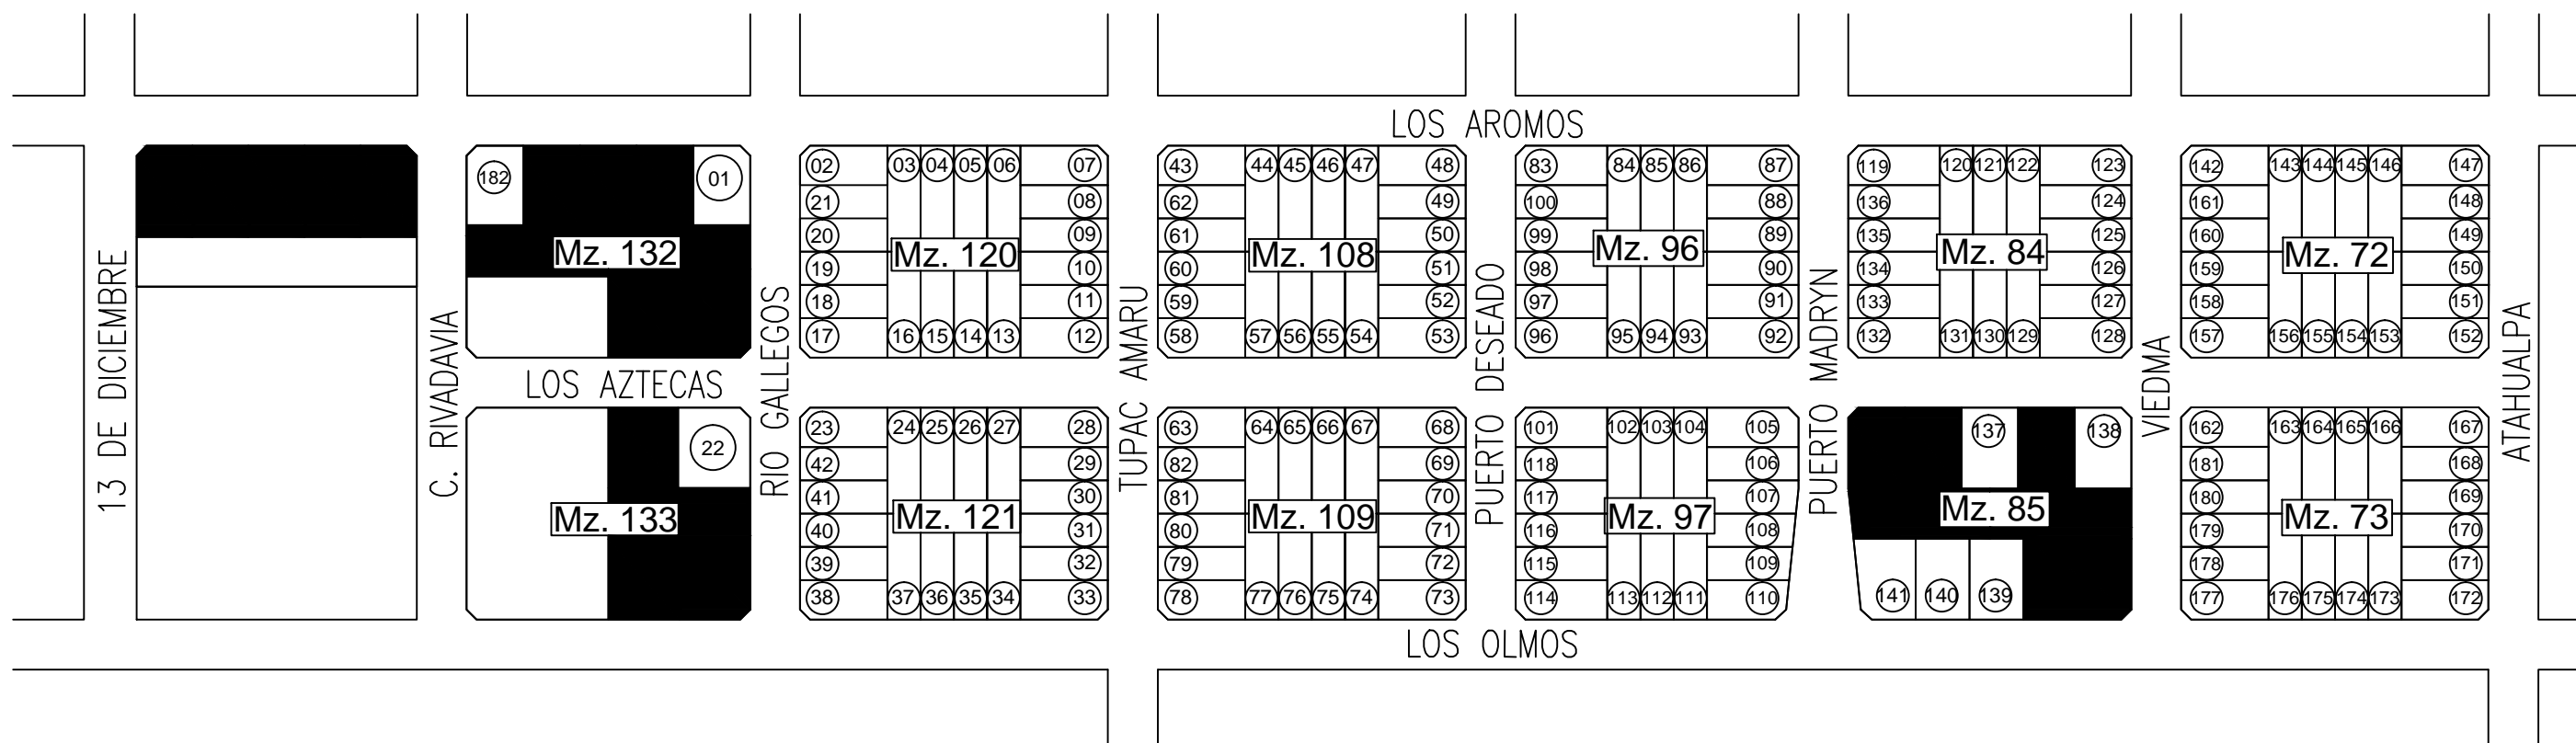 LOS AROMOS
182 01
Mz. 132
02 03 04 05 06 07
21 08
20 09
Mz. 120
19 10
18 11
17 16 15 14 13 12
43 44 45 46 47 48
62 49
61 50
Mz. 108
60 51
59 52
58 57 56 55 54 53
83 84 85 86 87
100 88
99 89
Mz. 96
98 90
97 91
96 95 94 93 92
119 120 121 122 123
136 124
135 125
Mz. 84
134 126
133 127
132 131 130 129 128
142 143 144 145 146 147
161 148
160 149
Mz. 72
159 150
158 151
157 156 155 154 153 152
13 DE DICIEMBRE
C. RIVADAVIA
RIO GALLEGOS
TUPAC AMARU
PUERTO DESEADO
PUERTO MADRYN
VIEDMA
ATAHUALPA
LOS AZTECAS
22
Mz. 133
23 24 25 26 27 28
42 29
41 30
Mz. 121
40 31
39 32
38 37 36 35 34 33
63 64 65 66 67 68
82 69
81 70
Mz. 109
80 71
79 72
78 77 76 75 74 73
101 102 103 104 105
118 106
117 107
Mz. 97
116 108
115 109
114 113 112 111 110
137 138
Mz. 85
141 140 139
162 163 164 165 166 167
181 168
180 169
Mz. 73
179 170
178 171
177 176 175 174 173 172
LOS OLMOS